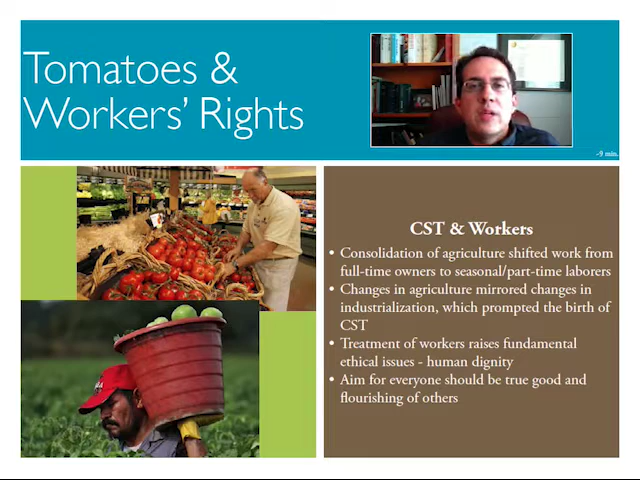 Tomatoes &
Workers' Rights
~9 min.
CST & Workers
• Consolidation of agriculture shifted work from
full-time owners to seasonal/part-time laborers
• Changes in agriculture mirrored changes in
industrialization, which prompted the birth of
CST
• Treatment of workers raises fundamental
ethical issues - human dignity
• Aim for everyone should be true good and
flourishing of others